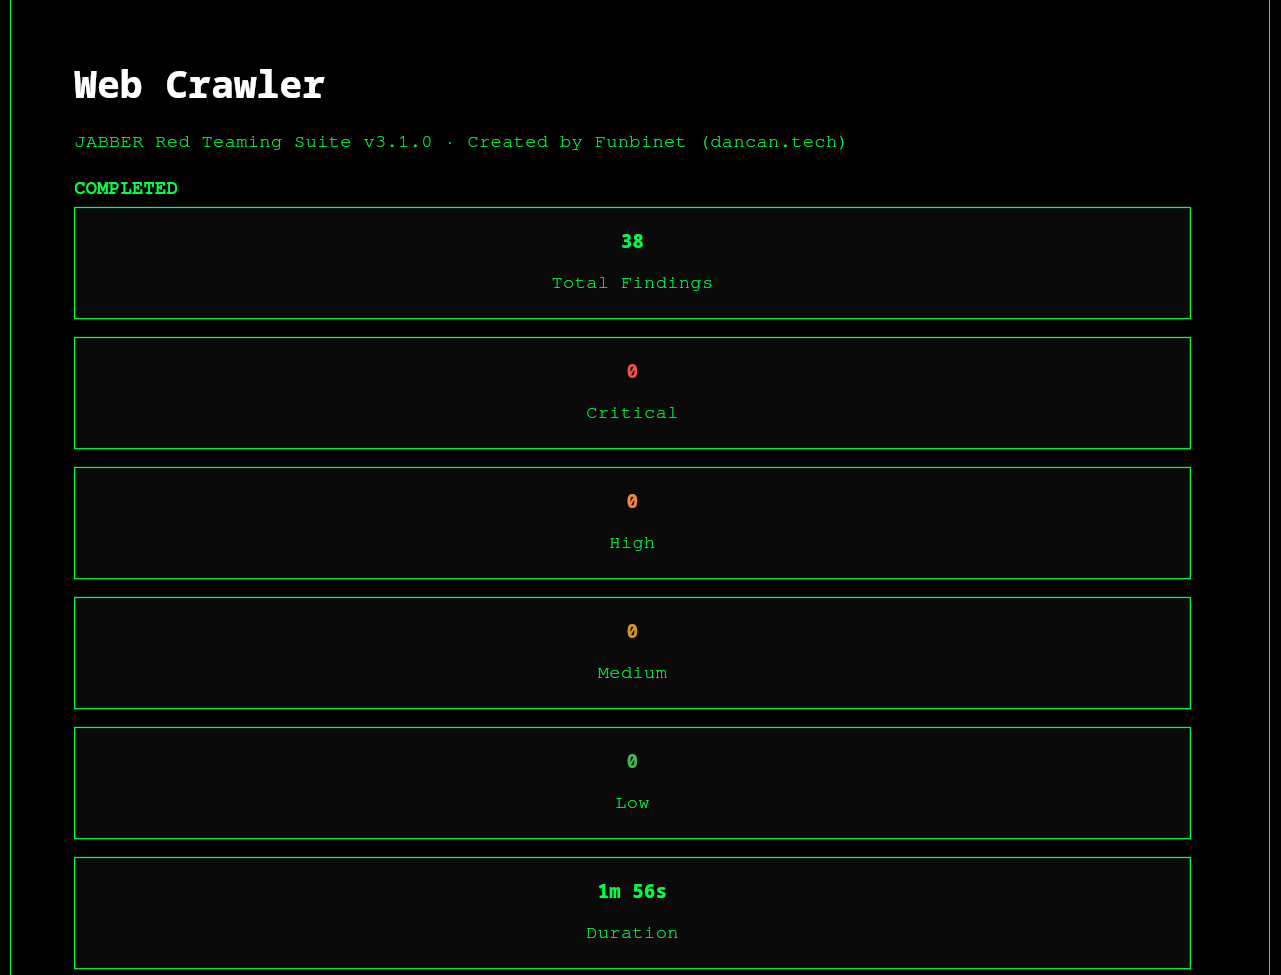 Web Crawler
JABBER Red Teaming Suite v3.1.0 · Created by Funbinet (dancan.tech)
COMPLETED
38
Total Findings
0
Critical
0
High
0
Medium
0
Low
1m 56s
Duration